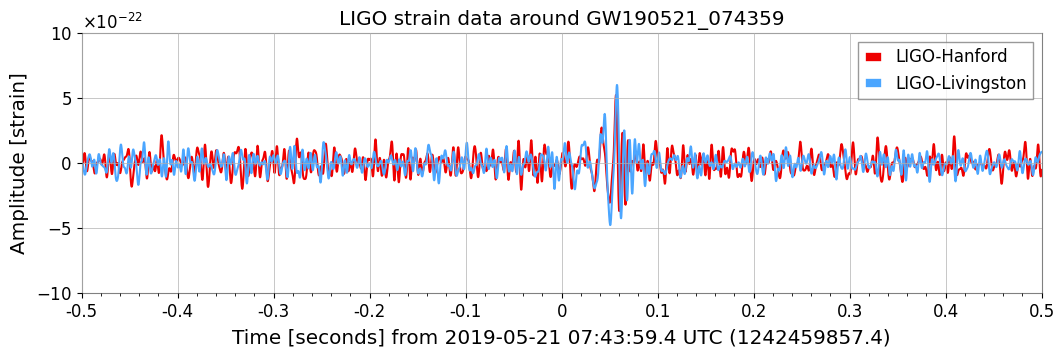 LIGO strain data around GW190521_074359
×10⁻²²
10
5
0
−5
−10
Amplitude [strain]
LIGO-Hanford
LIGO-Livingston
-0.5 -0.4 -0.3 -0.2 -0.1 0 0.1 0.2 0.3 0.4 0.5
Time [seconds] from 2019-05-21 07:43:59.4 UTC (1242459857.4)